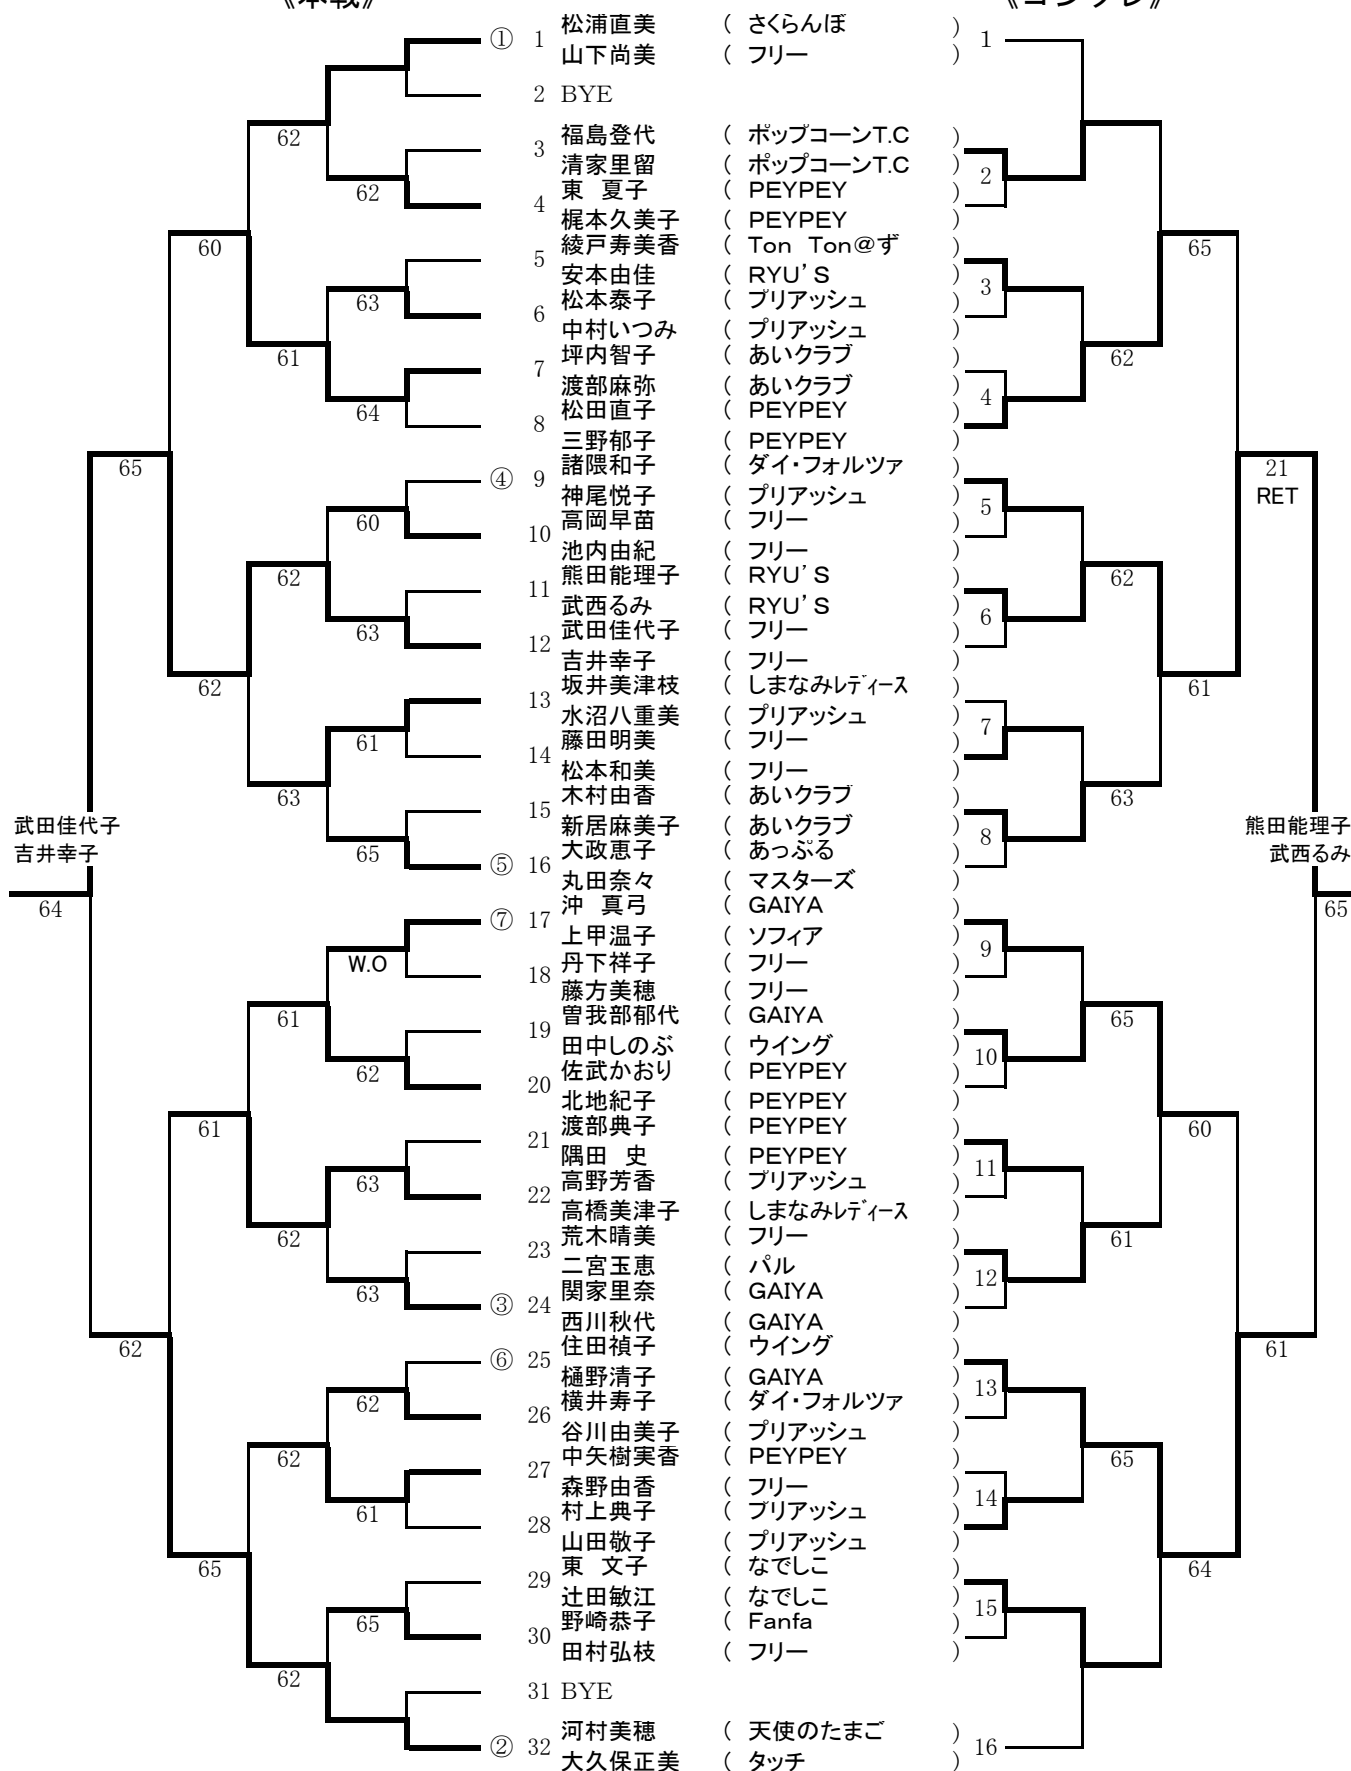 《本戦》 《コンソレ》
① 1 松浦直美 ( さくらんぼ ) 1
山下尚美 ( フリー )
2 BYE
62
3 福島登代 ( ポップコーンT.C )
清家里留 ( ポップコーンT.C ) 2
62
4 東 夏子 ( PEYPEY )
梶本久美子 ( PEYPEY )
60 65
5 綾戸寿美香 ( Ton Ton@ず )
安本由佳 ( RYU'S ) 3
63
6 松本泰子 ( プリアッシュ )
中村いつみ ( プリアッシュ )
61 62
7 坪内智子 ( あいクラブ )
渡部麻弥 ( あいクラブ ) 4
64
8 松田直子 ( PEYPEY )
三野郁子 ( PEYPEY )
65 21
RET
④ 9 諸隈和子 ( ダイ・フォルツァ )
神尾悦子 ( プリアッシュ ) 5
60
10 高岡早苗 ( フリー )
池内由紀 ( フリー )
62 62
11 熊田能理子 ( RYU'S )
武西るみ ( RYU'S ) 6
63
12 武田佳代子 ( フリー )
吉井幸子 ( フリー )
62 61
13 坂井美津枝 ( しまなみレディース )
水沼八重美 ( プリアッシュ ) 7
61
14 藤田明美 ( フリー )
松本和美 ( フリー )
63 63
15 木村由香 ( あいクラブ )
新居麻美子 ( あいクラブ ) 8
65
⑤ 16 大政恵子 ( あっぷる )
丸田奈々 ( マスターズ )
武田佳代子
吉井幸子
64
熊田能理子
武西るみ
65
⑦ 17 沖 真弓 ( GAIYA )
上甲温子 ( ソフィア ) 9
W.O
18 丹下祥子 ( フリー )
藤方美穂 ( フリー )
61 65
19 曽我部郁代 ( GAIYA )
田中しのぶ ( ウイング ) 10
62
20 佐武かおり ( PEYPEY )
北地紀子 ( PEYPEY )
61 60
21 渡部典子 ( PEYPEY )
隅田 史 ( PEYPEY ) 11
63
22 高野芳香 ( プリアッシュ )
高橋美津子 ( しまなみレディース )
62 61
23 荒木晴美 ( フリー )
二宮玉恵 ( パル ) 12
63
③ 24 関家里奈 ( GAIYA )
西川秋代 ( GAIYA )
62 61
⑥ 25 住田禎子 ( ウイング )
樋野清子 ( GAIYA ) 13
62
26 横井寿子 ( ダイ・フォルツァ )
谷川由美子 ( プリアッシュ )
62 65
27 中矢樹実香 ( PEYPEY )
森野由香 ( フリー ) 14
61
28 村上典子 ( プリアッシュ )
山田敬子 ( プリアッシュ )
65 64
29 東 文子 ( なでしこ )
辻田敏江 ( なでしこ ) 15
65
30 野崎恭子 ( Fanfa )
田村弘枝 ( フリー )
62
31 BYE
② 32 河村美穂 ( 天使のたまご ) 16
大久保正美 ( タッチ )